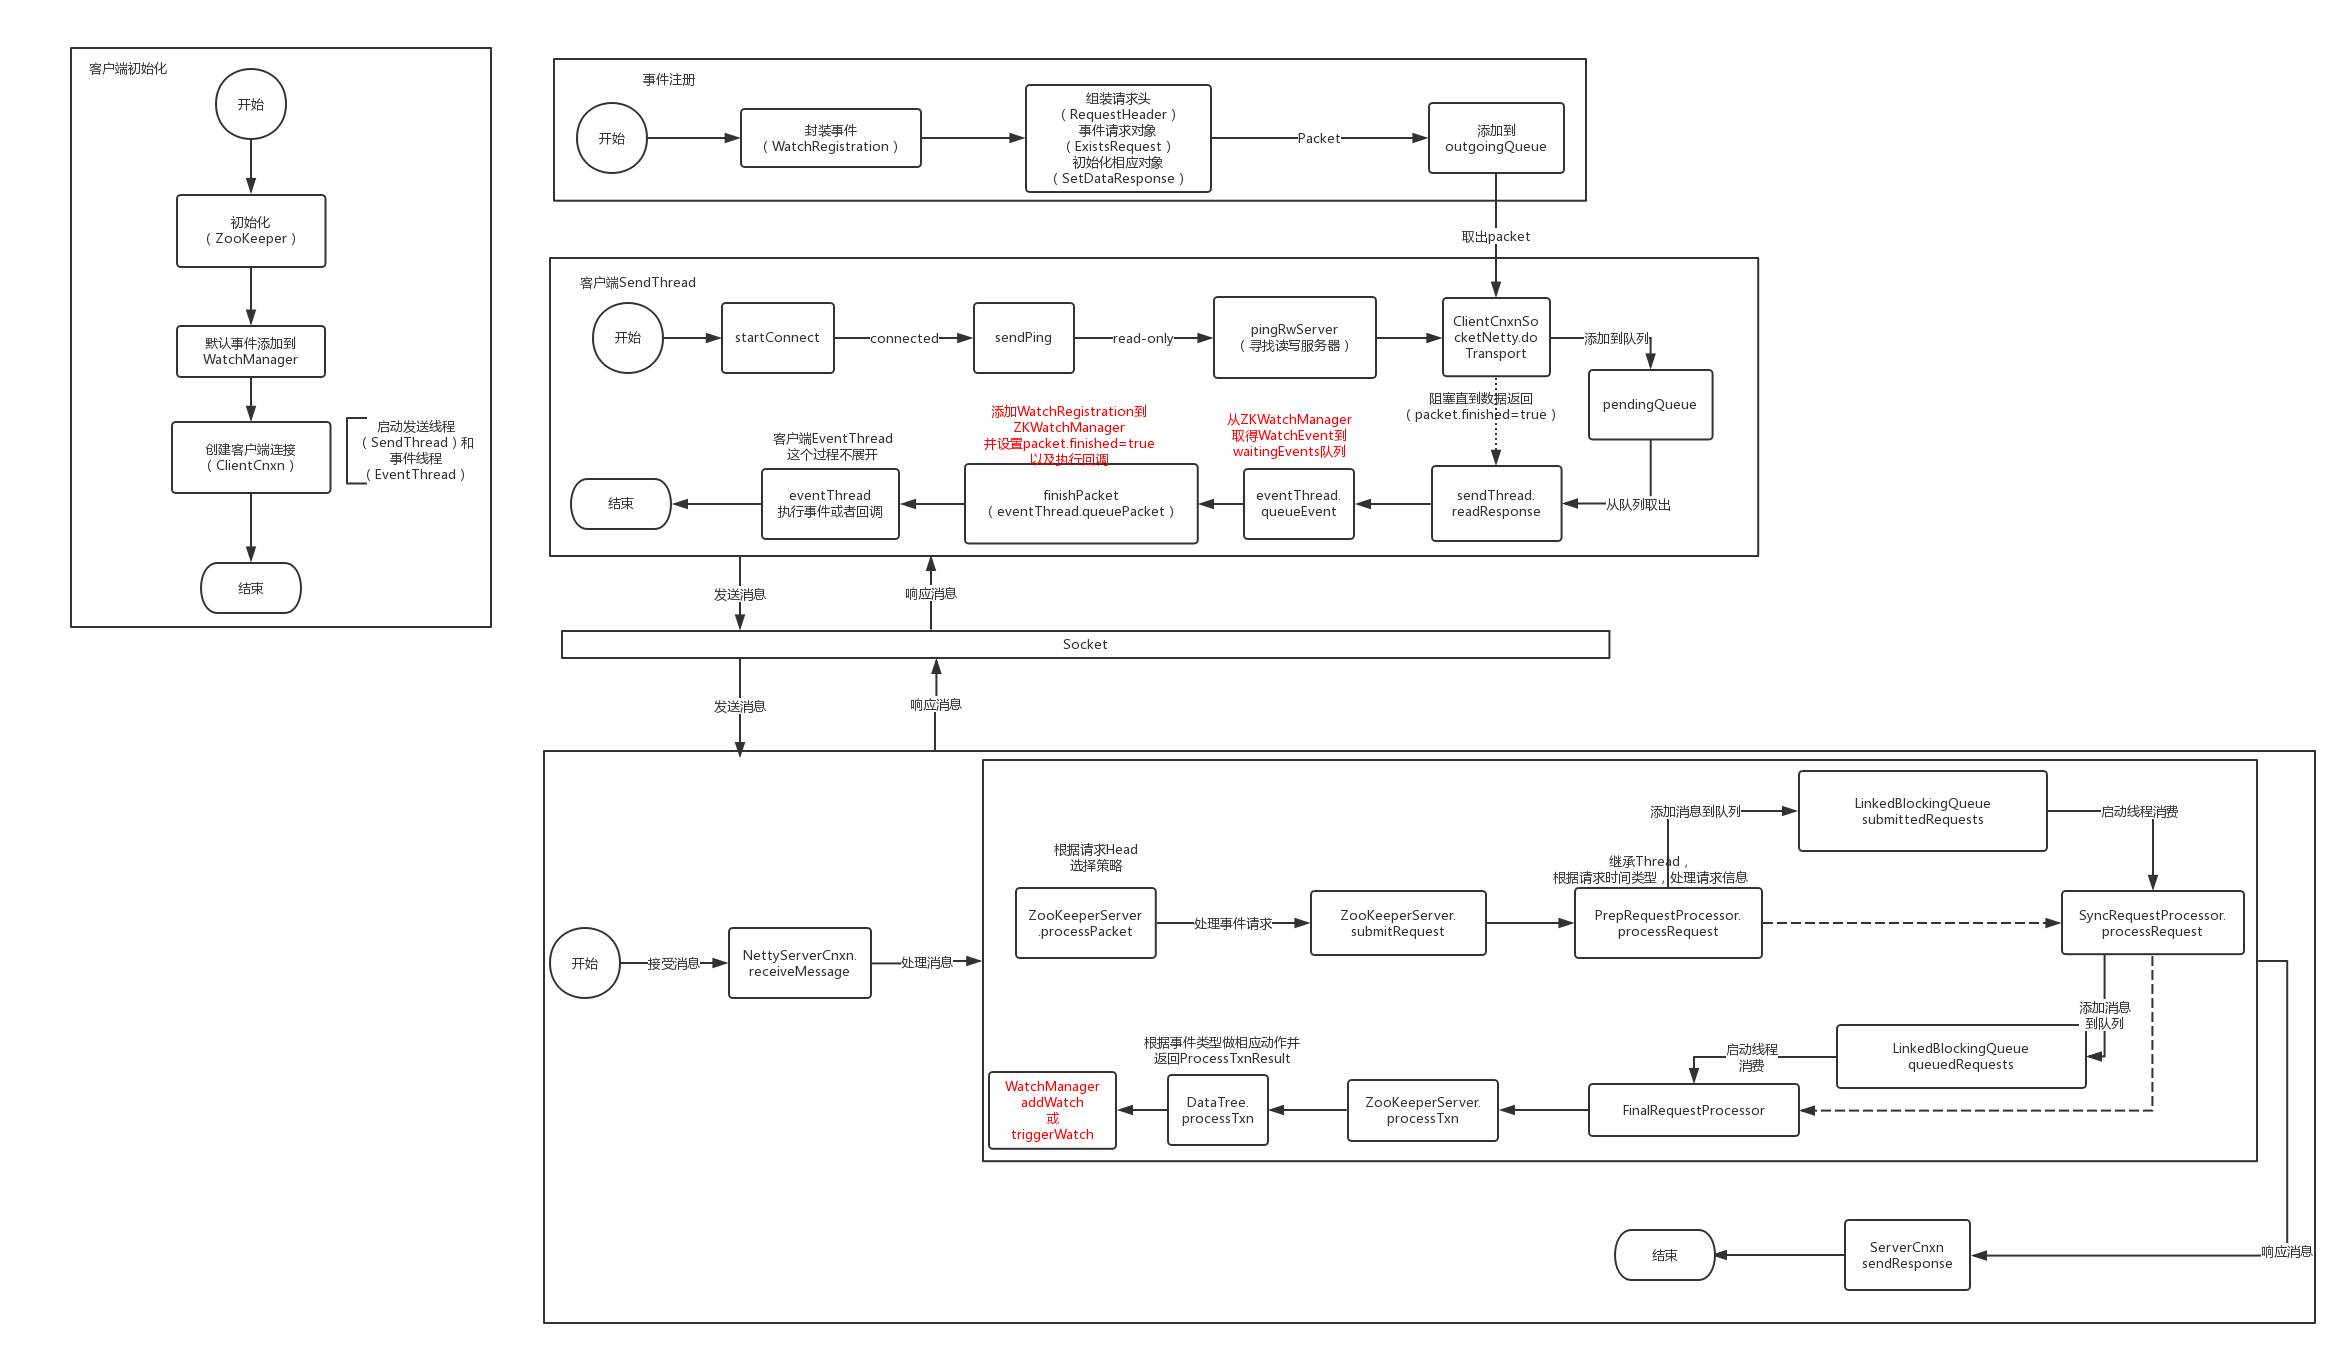 客户端初始化
开始
初始化
（ZooKeeper）
默认事件添加到
WatchManager
创建客户端连接
（ClientCnxn）
启动发送线程
（SendThread）和
事件线程
（EventThread）
结束
事件注册
开始
封装事件
（WatchRegistration）
组装请求头
（RequestHeader）
事件请求对象
（ExistsRequest）
初始化相应对象
（SetDataResponse）
Packet
添加到
outgoingQueue
取出packet
客户端SendThread
开始
startConnect
connected
sendPing
read-only
pingRwServer
（寻找读写服务器）
ClientCnxnSo
cketNetty.do
Transport
添加到队列
pendingQueue
阻塞直到数据返回
（packet.finished=true）
从队列取出
sendThread.
readResponse
从ZKWatchManager
取得WatchEvent到
waitingEvents队列
eventThread.
queueEvent
添加WatchRegistration到
ZKWatchManager
并设置packet.finished=true
以及执行回调
finishPacket
（eventThread.queuePacket）
客户端EventThread
这个过程不展开
eventThread
执行事件或者回调
结束
发送消息
响应消息
Socket
发送消息
响应消息
开始
接受消息
NettyServerCnxn.
receiveMessage
处理消息
根据请求Head
选择策略
ZooKeeperServer
.processPacket
处理事件请求
ZooKeeperServer.
submitRequest
继承Thread，
根据请求时间类型，处理请求信息
PrepRequestProcessor.
processRequest
添加消息到队列
LinkedBlockingQueue
submittedRequests
启动线程消费
SyncRequestProcessor.
processRequest
添加消息
到队列
LinkedBlockingQueue
queuedRequests
启动线程
消费
FinalRequestProcessor
ZooKeeperServer.
processTxn
根据事件类型做相应动作并
返回ProcessTxnResult
DataTree.
processTxn
WatchManager
addWatch
或
triggerWatch
响应消息
ServerCnxn
sendResponse
结束